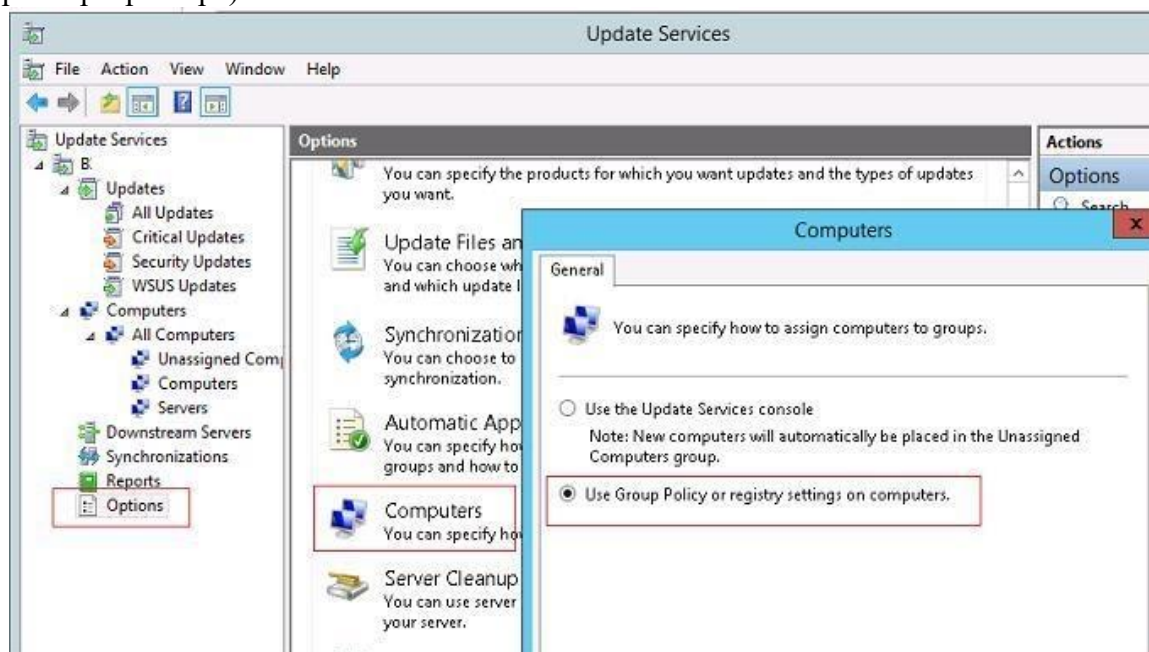 Update Services
File Action View Window Help
Update Services
B
Updates
All Updates
Critical Updates
Security Updates
WSUS Updates
Computers
All Computers
Unassigned Comp
Computers
Servers
Downstream Servers
Synchronizations
Reports
Options
Options
You can specify the products for which you want updates and the types of updates
you want.
Update Files an
You can choose wh
and which update l
Synchronization
You can choose to
synchronization.
Automatic App
You can specify how
groups and how to
Computers
You can specify how
Server Cleanup
You can use server
your server.
Actions
Options
Search
Computers
x
General
You can specify how to assign computers to groups.
Use the Update Services console
Note: New computers will automatically be placed in the Unassigned
Computers group.
Use Group Policy or registry settings on computers.